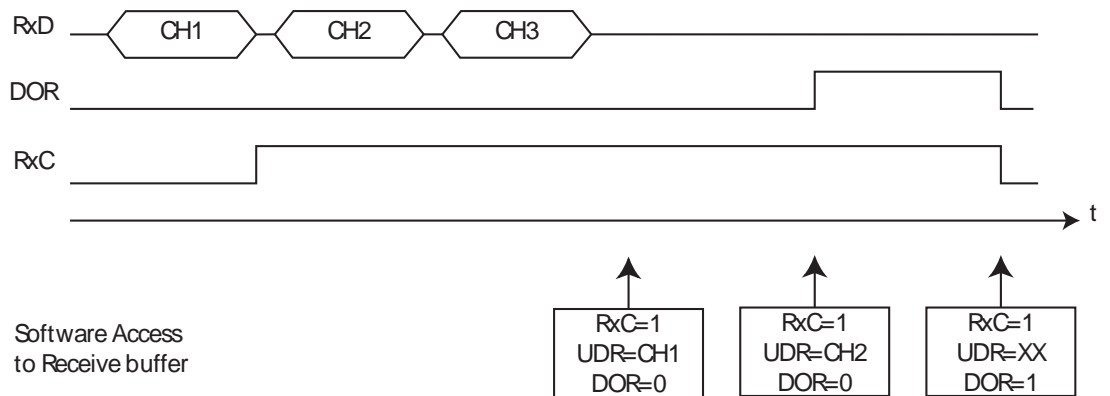 RxD
CH1 CH2 CH3
DOR
RxC
t
Software Access
to Receive buffer
RxC=1
UDR=CH1
DOR=0
RxC=1
UDR=CH2
DOR=0
RxC=1
UDR=XX
DOR=1